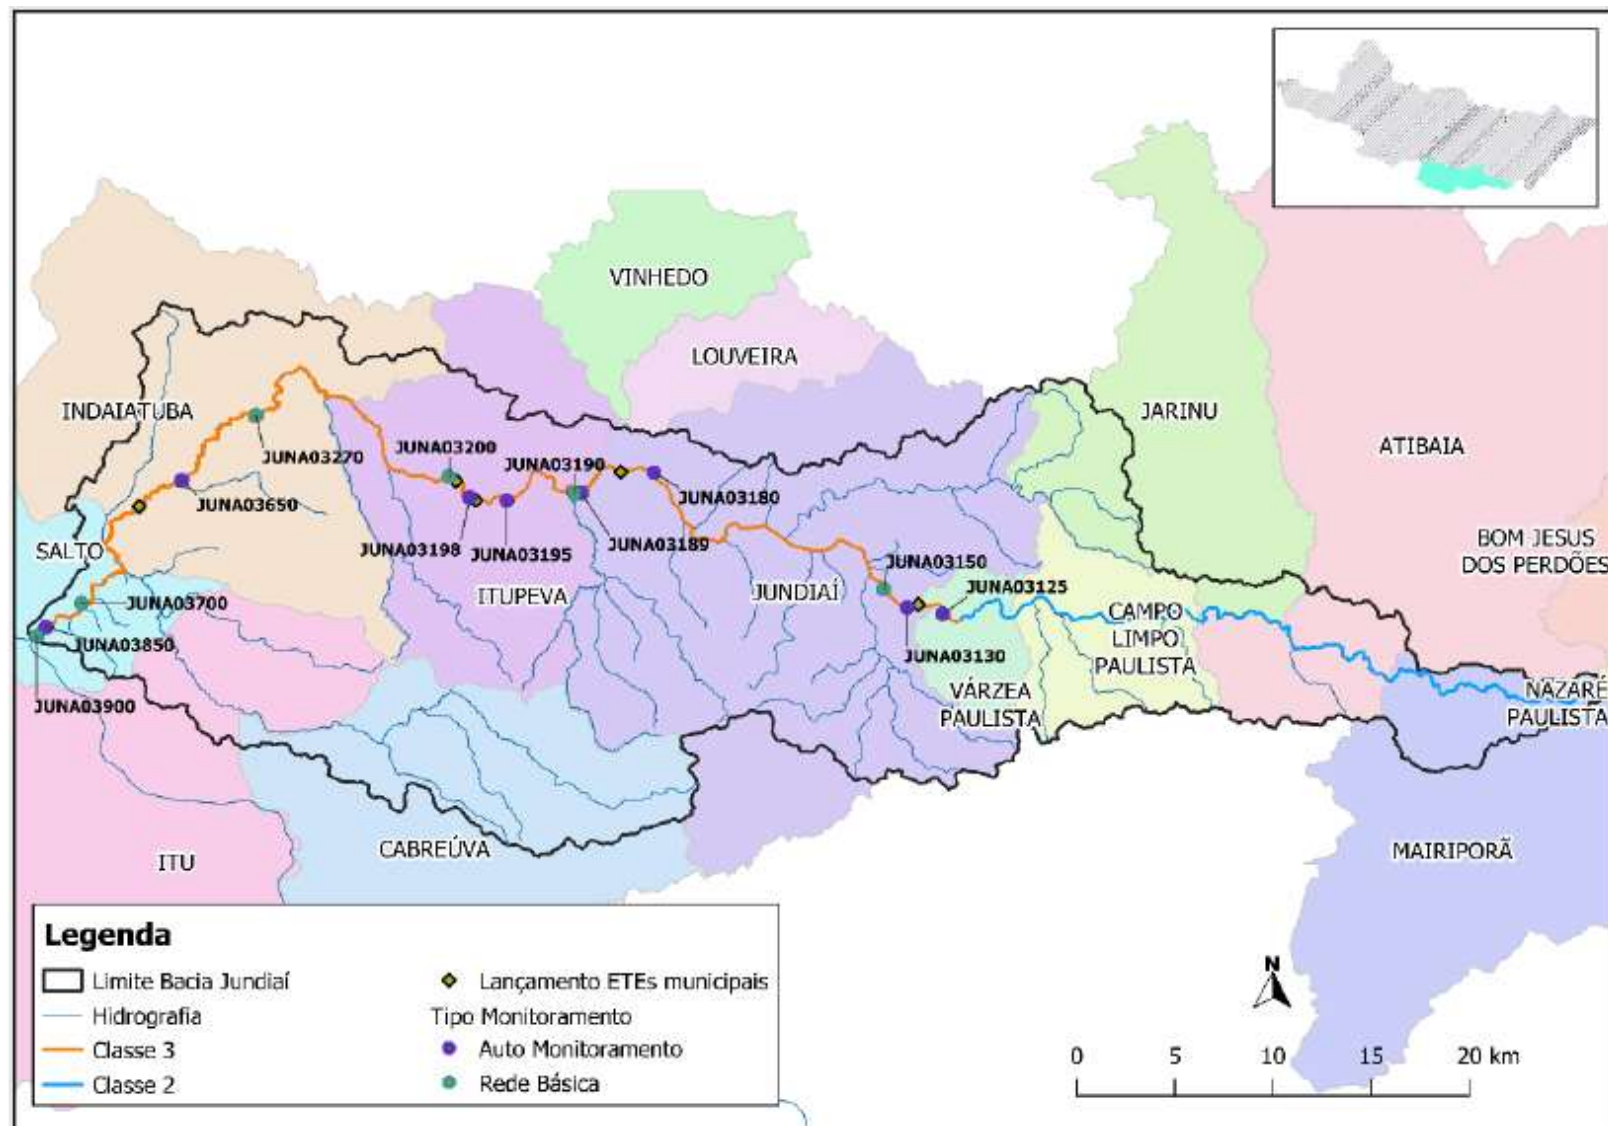 VINHEDO
LOUVEIRA
INDAIATUBA
JARINU
ATIBAIA
JUNA03270
JUNA03200
JUNA03190
JUNA03180
JUNA03650
SALTO
JUNA03198
JUNA03195
JUNA03189
BOM JESUS
DOS PERDÕES
JUNA03150
ITUPEVA
JUNDIAÍ
JUNA03125
JUNA03700
CAMPO
LIMPO
PAULISTA
JUNA03850
JUNA03130
JUNA03900
VÁRZEA
PAULISTA
NAZARÉ
PAULISTA
ITU
CABREÚVA
MAIRIPORÃ
Legenda
Limite Bacia Jundiaí
Hidrografia
Classe 3
Classe 2
Lançamento ETEs municipais
Tipo Monitoramento
Auto Monitoramento
Rede Básica
N
0 5 10 15 20 km